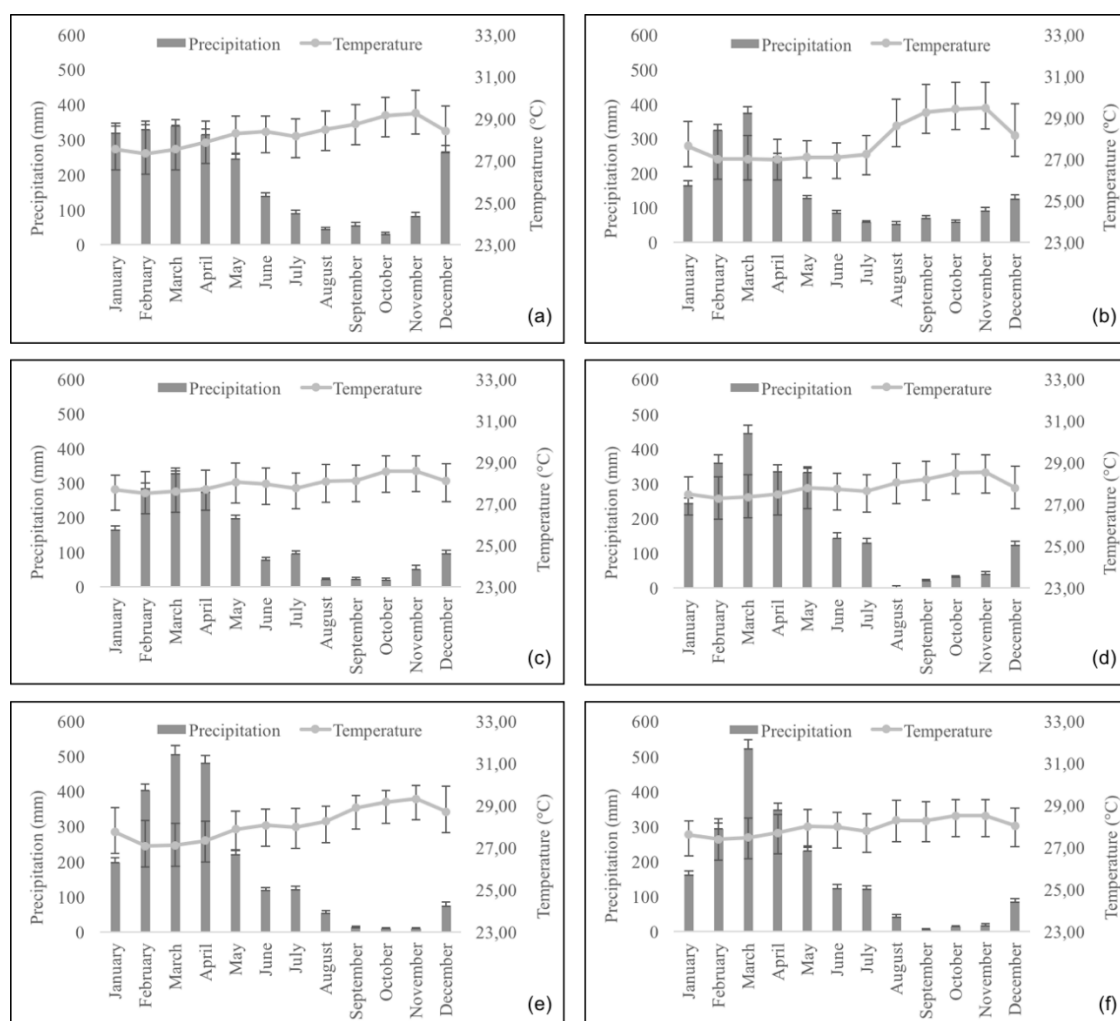 Precipitation Temperature
Precipitation (mm)
600
500
400
300
200
100
0
33,00
31,00
29,00
27,00
25,00
23,00
Temperatrure (°C)
January
February
March
April
May
June
July
August
September
October
November
December
(a)
Precipitation Temperature
Precipitation (mm)
600
500
400
300
200
100
0
33,00
31,00
29,00
27,00
25,00
23,00
Temperature (°C)
January
February
March
April
May
June
July
August
September
October
November
December
(b)
Precipitation Temperature
Precipitation (mm)
600
500
400
300
200
100
0
33,00
31,00
29,00
27,00
25,00
23,00
Temperature (°C)
January
February
March
April
May
June
July
August
September
October
November
December
(c)
Precipitation Temperature
Precipitation (mm)
600
500
400
300
200
100
0
33,00
31,00
29,00
27,00
25,00
23,00
Temperature (°C)
January
February
March
April
May
June
July
August
September
October
November
December
(d)
Precipitation Temperature
Precipitation (mm)
600
500
400
300
200
100
0
33,00
31,00
29,00
27,00
25,00
23,00
Temperature (°C)
January
February
March
April
May
June
July
August
September
October
November
December
(e)
Precipitation Temperature
Precipitation (mm)
600
500
400
300
200
100
0
33,00
31,00
29,00
27,00
25,00
23,00
Temperature (°C)
January
February
March
April
May
June
July
August
September
October
November
December
(f)